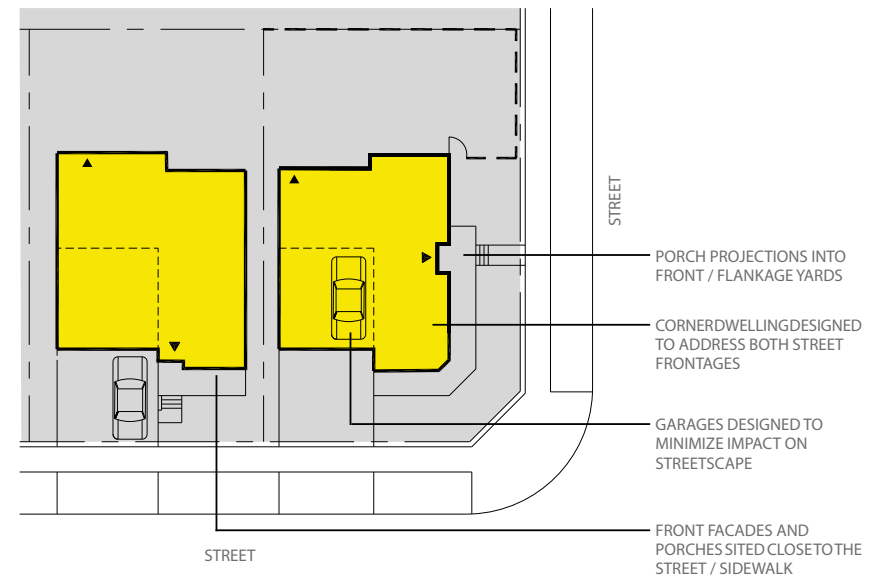 STREET
PORCH PROJECTIONS INTO
FRONT / FLANKAGE YARDS
CORNERDWELLINGDESIGNED
TO ADDRESS BOTH STREET
FRONTAGES
GARAGES DESIGNED TO
MINIMIZE IMPACT ON
STREETSCAPE
FRONT FACADES AND
PORCHES SITED CLOSETOTHE
STREET / SIDEWALK
STREET